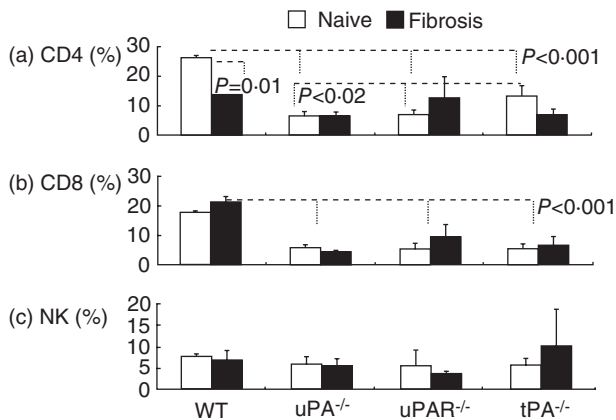 Naive Fibrosis
(a) CD4 (%)
30
20
10
0
P<0·001
P=0·01
P<0·02
(b) CD8 (%)
30
20
10
0
P<0·001
(c) NK (%)
20
15
10
5
0
WT uPA-/- uPAR-/- tPA-/-